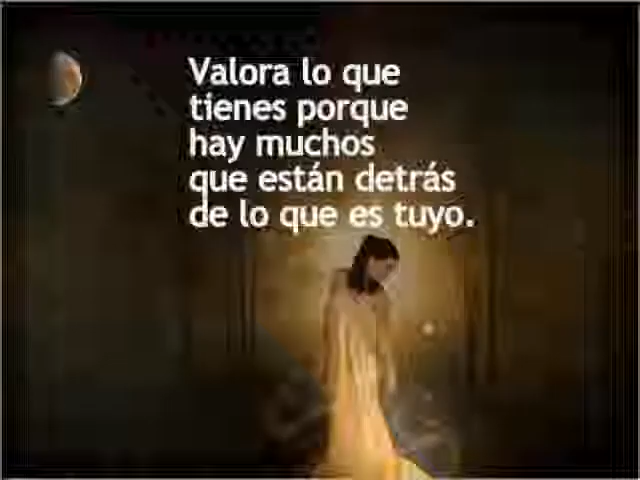 Valora lo que
tienes porque
hay muchos
que están detrás
de lo que es tuyo.